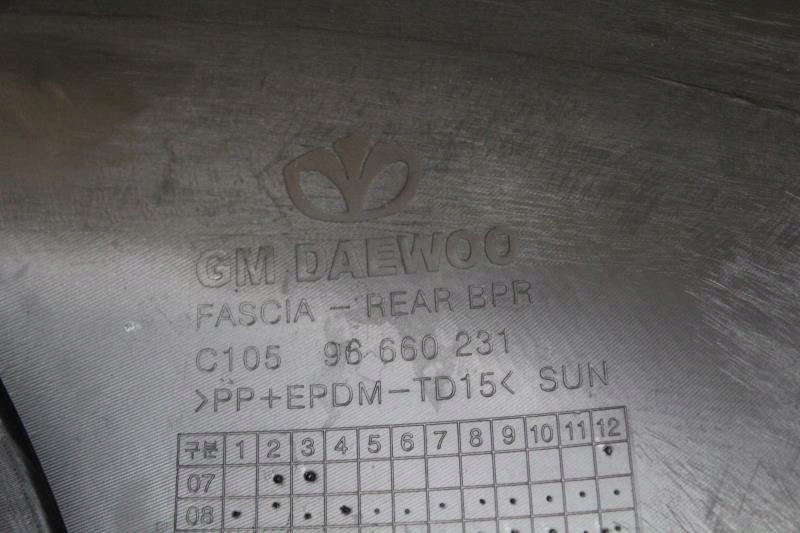 GM DAEWOO
FASCIA - REAR BPR
C105 96 660 231
>PP+EPDM-TD15< SUN
구분 1 2 3 4 5 6 7 8 9 10 11 12
07
08